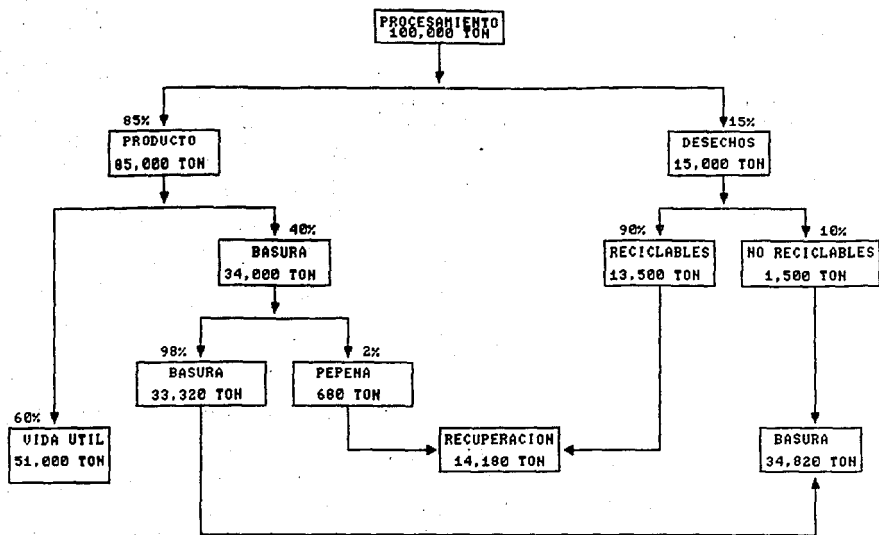 PROCESAMIENTO
100,000 TON
85%
15%
PRODUCTO
85,000 TON
DESECHOS
15,000 TON
40%
90%
10%
BASURA
34,000 TON
RECICLABLES
13,500 TON
NO RECICLABLES
1,500 TON
98%
2%
BASURA
33,320 TON
PEPENA
680 TON
60%
VIDA UTIL
51,000 TON
RECUPERACION
14,180 TON
BASURA
34,820 TON